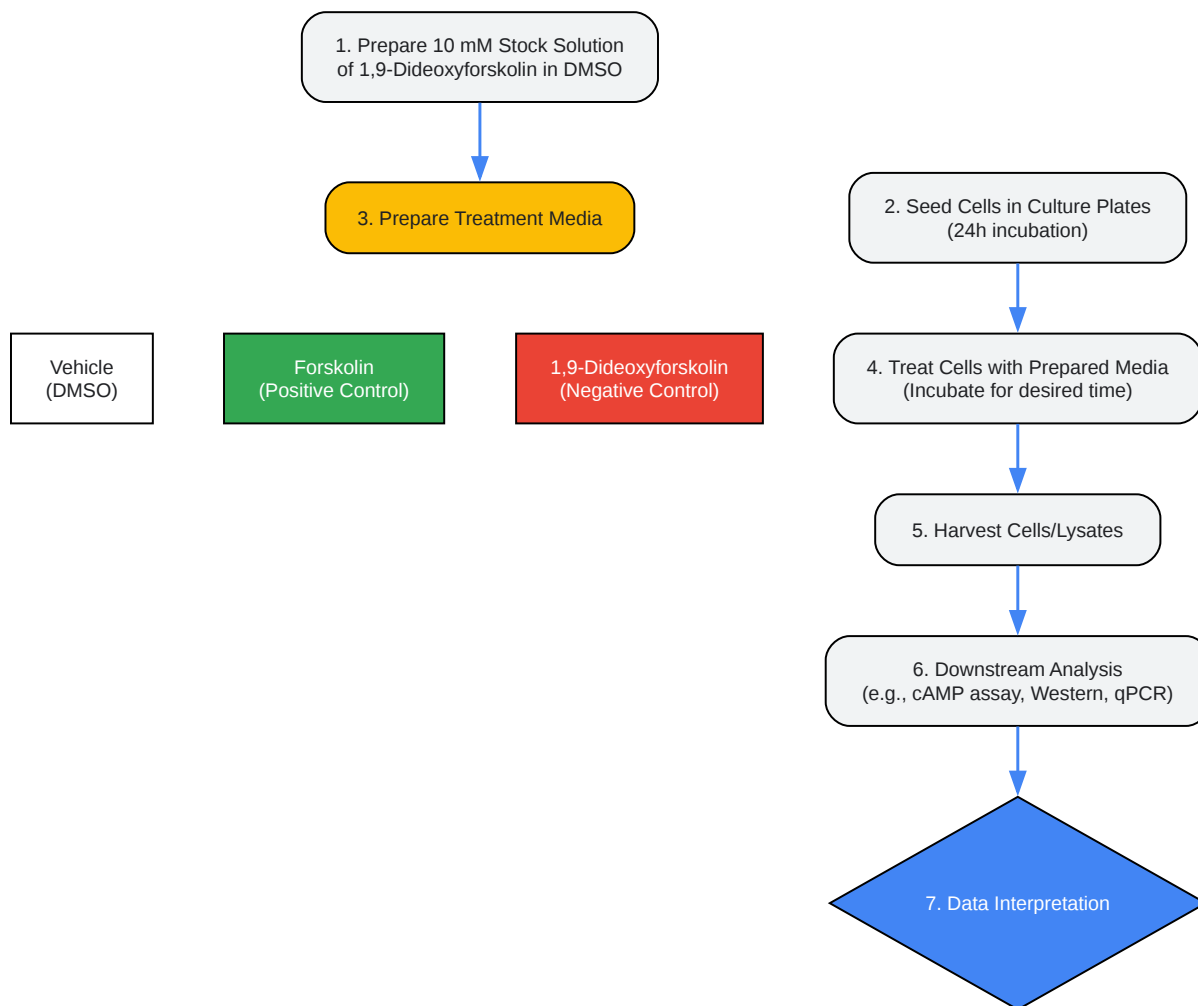 1. Prepare 10 mM Stock Solution
of 1,9-Dideoxyforskolin in DMSO
3. Prepare Treatment Media
2. Seed Cells in Culture Plates
(24h incubation)
Vehicle
(DMSO)
Forskolin
(Positive Control)
1,9-Dideoxyforskolin
(Negative Control)
4. Treat Cells with Prepared Media
(Incubate for desired time)
5. Harvest Cells/Lysates
6. Downstream Analysis
(e.g., cAMP assay, Western, qPCR)
7. Data Interpretation